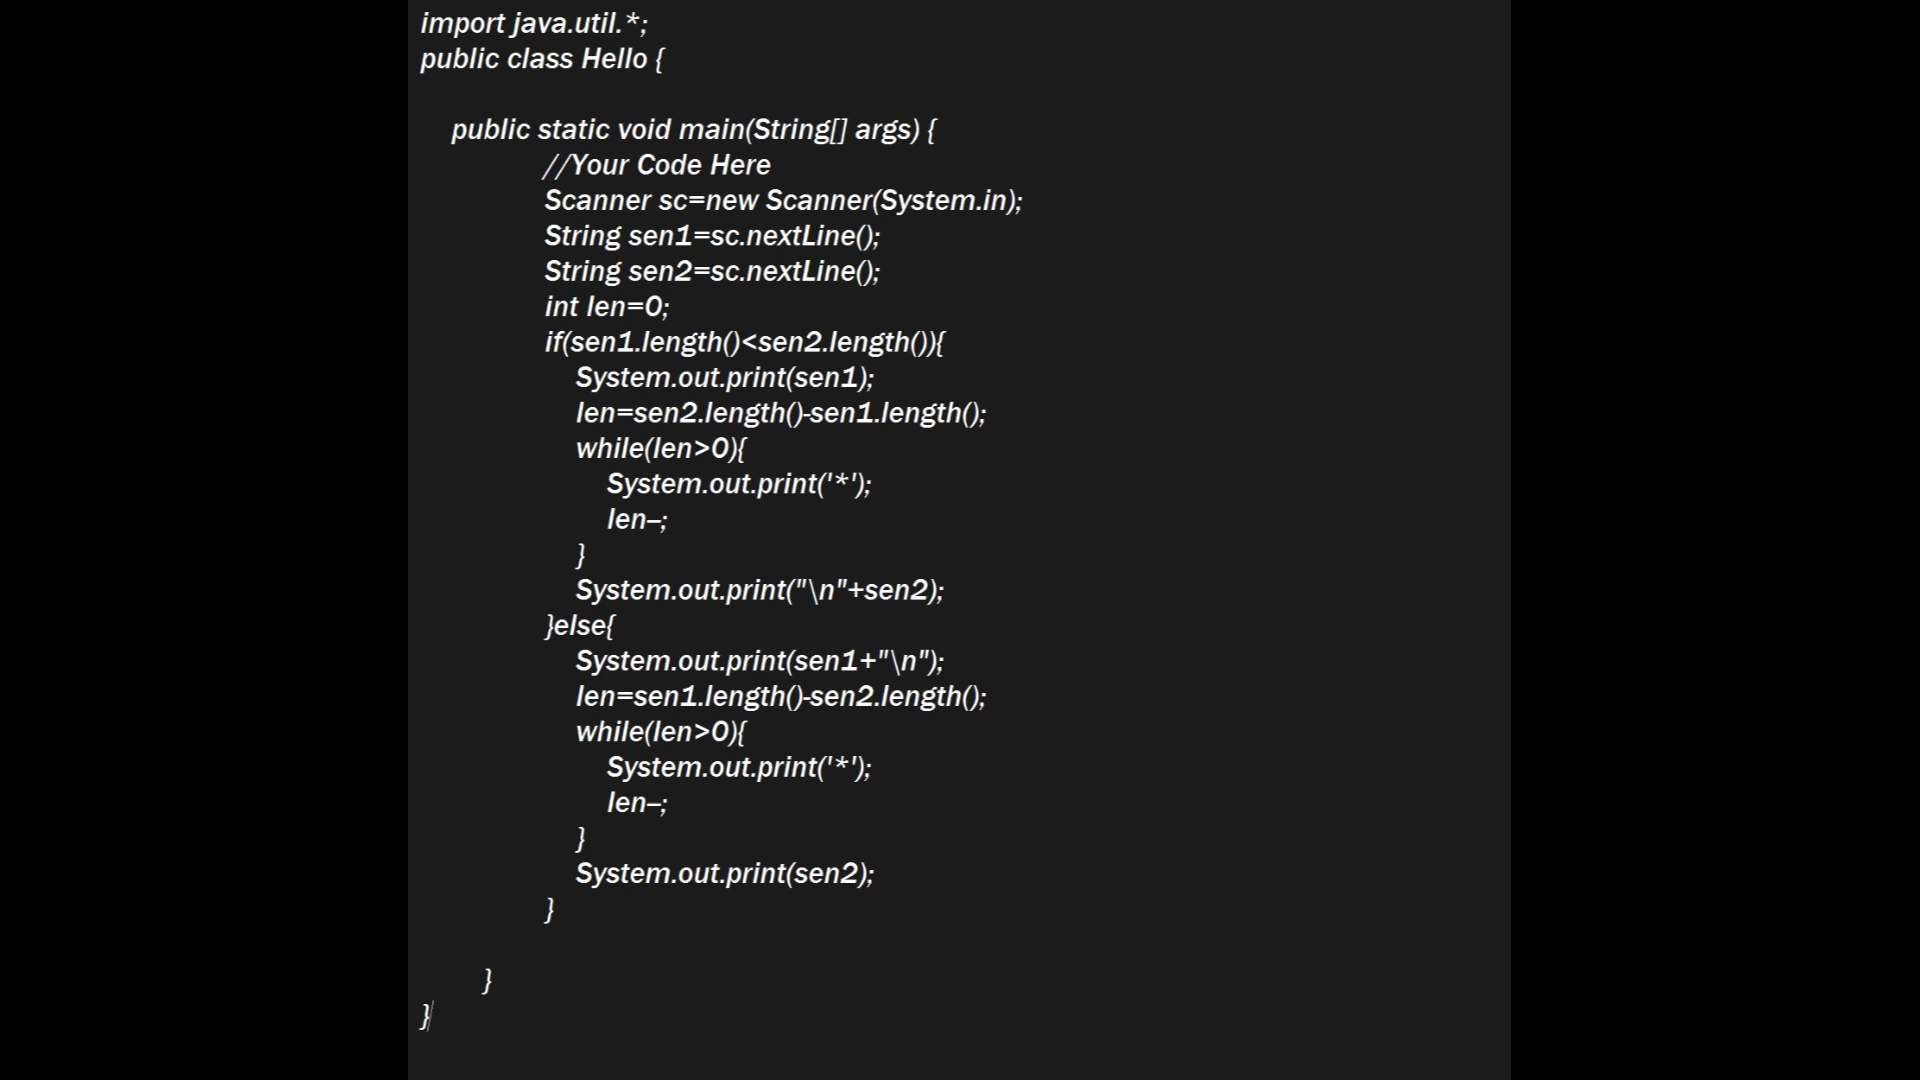 import java.util.*;
public class Hello {
public static void main(String[] args) {
//Your Code Here
Scanner sc=new Scanner(System.in);
String sen1=sc.nextLine();
String sen2=sc.nextLine();
int len=0;
if(sen1.length()<sen2.length()){
System.out.print(sen1);
len=sen2.length()-sen1.length();
while(len>0){
System.out.print('*');
len–;
}
System.out.print("\n"+sen2);
}else{
System.out.print(sen1+"\n");
len=sen1.length()-sen2.length();
while(len>0){
System.out.print('*');
len–;
}
System.out.print(sen2);
}
}
}